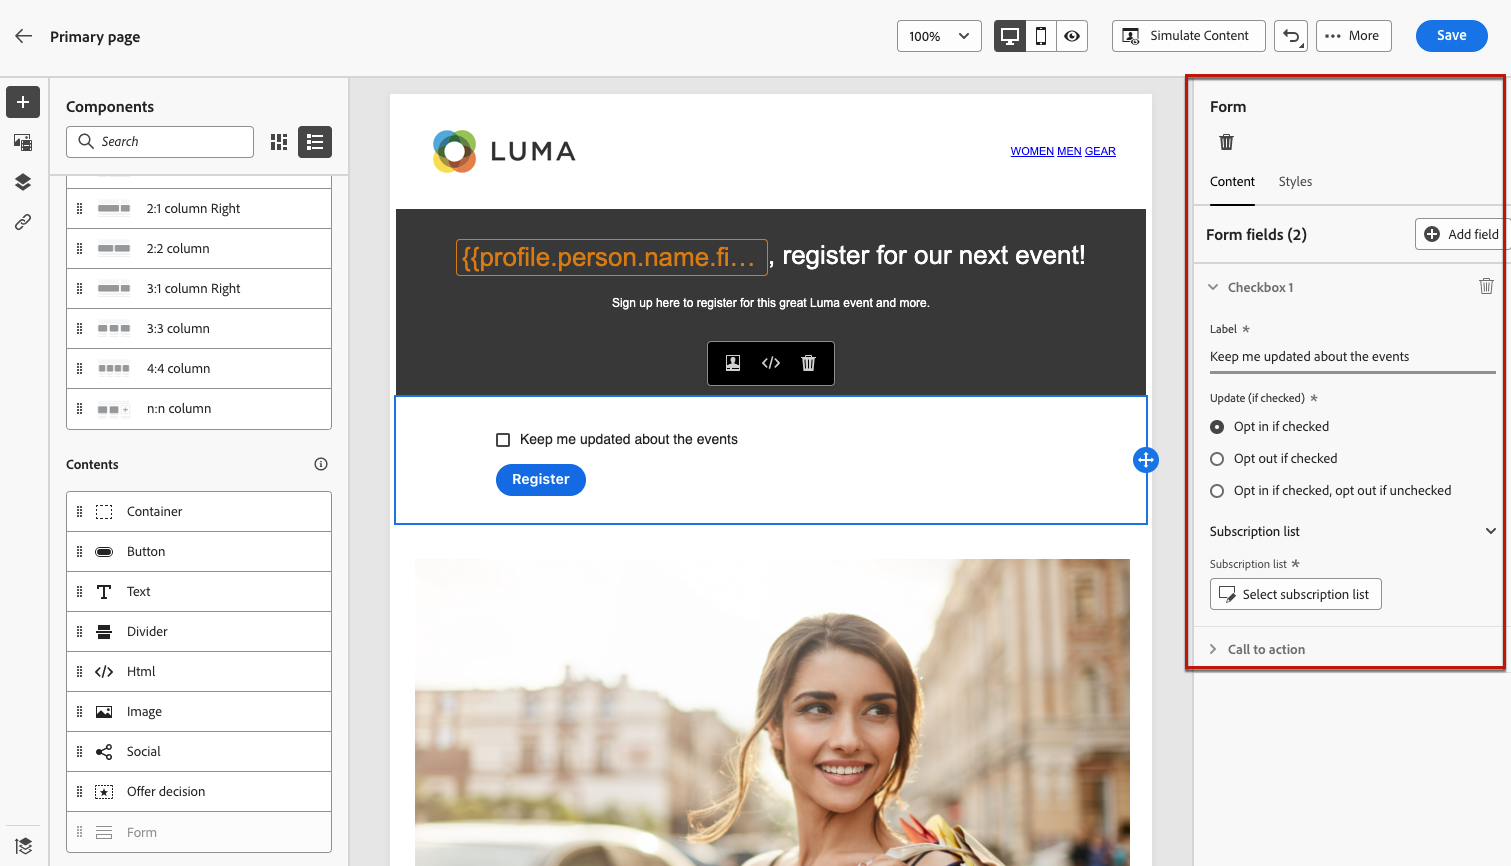 Primary page
100%
Simulate Content
More
Save
Components
Search
2:1 column Right
2:2 column
3:1 column Right
3:3 column
4:4 column
n:n column
Contents
Container
Button
Text
Divider
Html
Image
Social
Offer decision
Form
LUMA
WOMEN MEN GEAR
{{profile.person.name.fi... , register for our next event!
Sign up here to register for this great Luma event and more.
Keep me updated about the events
Register
Form
Content Styles
Form fields (2)
Add field
Checkbox 1
Label *
Keep me updated about the events
Update (if checked) *
Opt in if checked
Opt out if checked
Opt in if checked, opt out if unchecked
Subscription list
Subscription list *
Select subscription list
Call to action